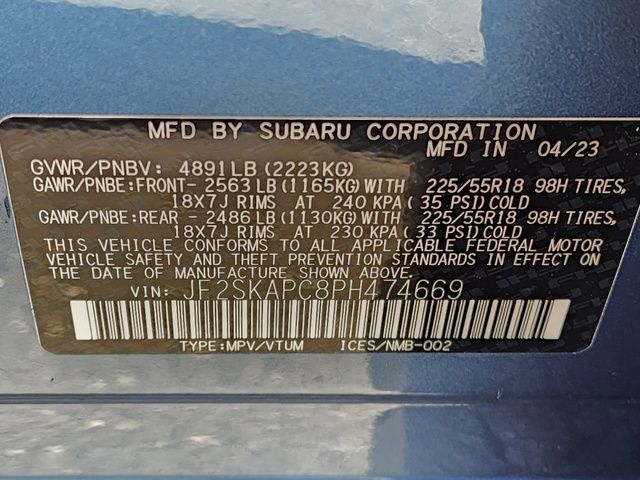 MFD BY SUBARU CORPORATION
MFD IN 04/23
GVWR/PNBV: 4891LB (2223KG)
GAWR/PNBE:FRONT- 2563 LB (1165KG) WITH 225/55R18 98H TIRES,
18X7J RIMS AT 240 KPA (35 PSI) COLD
GAWR/PNBE:REAR - 2486 LB (1130KG) WITH 225/55R18 98H TIRES,
18X7J RIMS AT 230 KPA (33 PSI) COLD
THIS VEHICLE CONFORMS TO ALL APPLICABLE FEDERAL MOTOR
VEHICLE SAFETY AND THEFT PREVENTION STANDARDS IN EFFECT ON
THE DATE OF MANUFACTURE SHOWN ABOVE.
VIN: JF2SKAPC8PH474669
TYPE:MPV/VTUM ICES/NMB-002